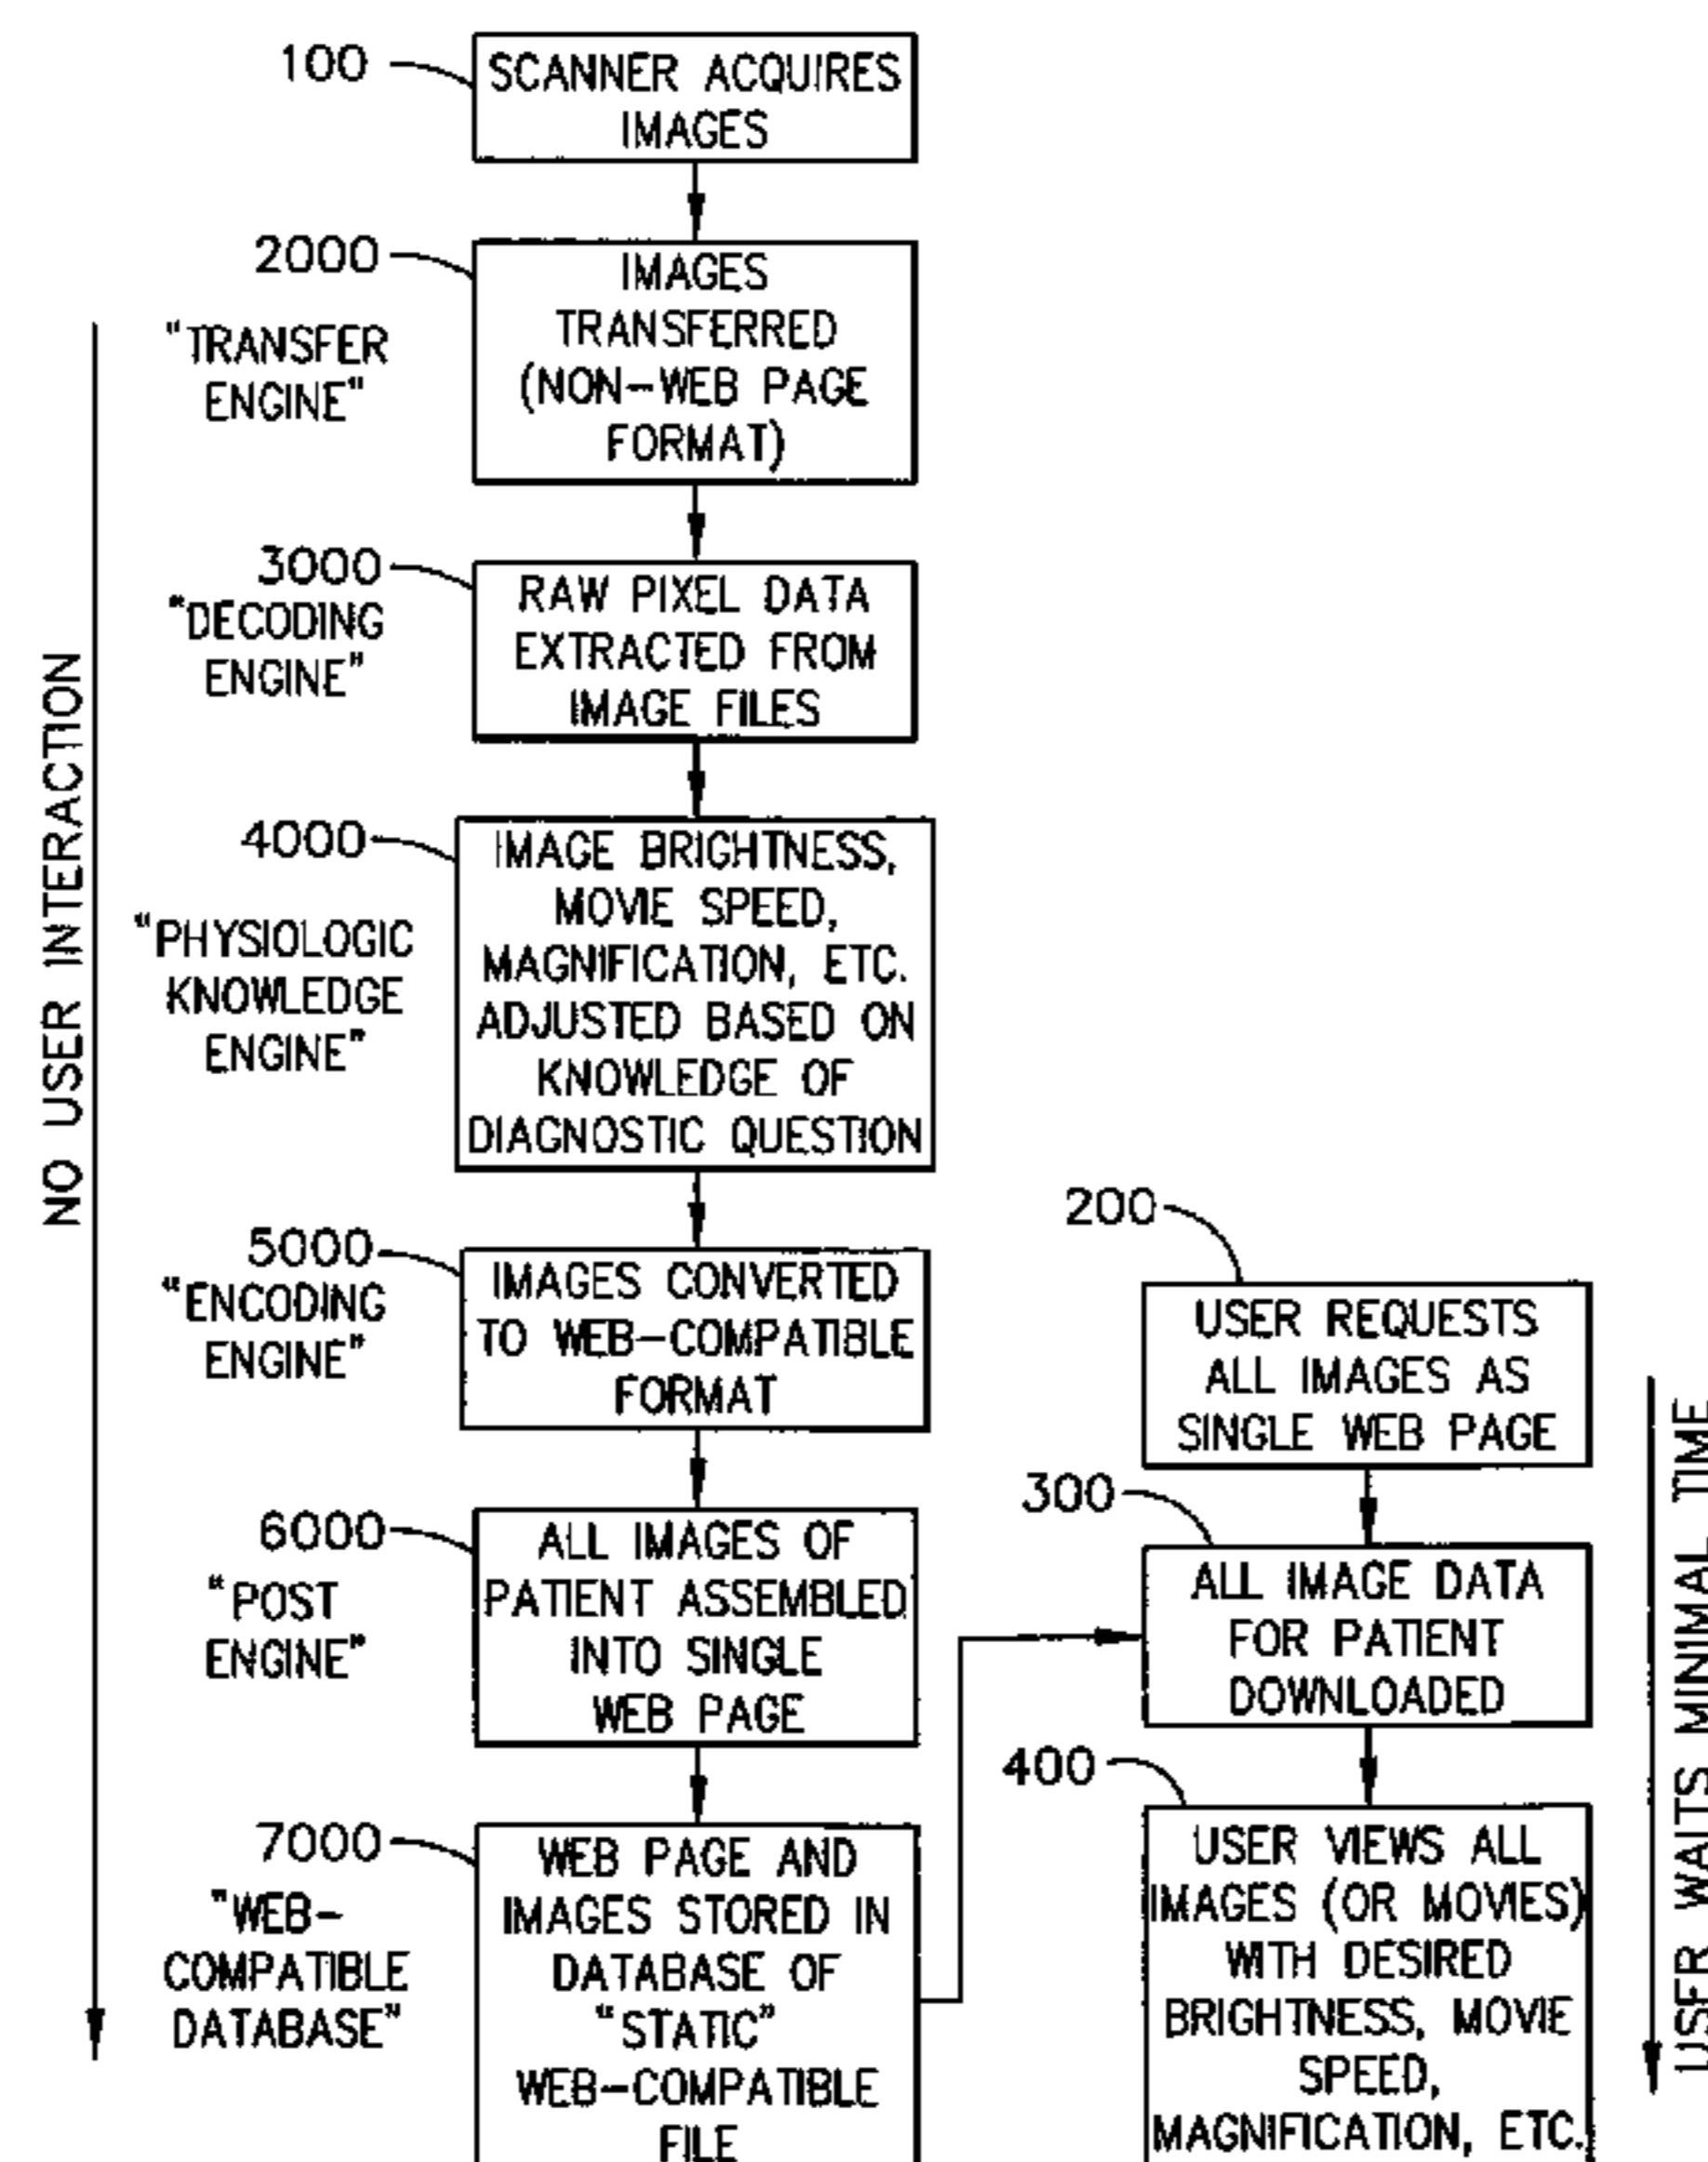 100
SCANNER ACQUIRES
IMAGES
2000
"TRANSFER
ENGINE"
IMAGES
TRANSFERRED
(NON-WEB PAGE
FORMAT)
3000
"DECODING
ENGINE"
RAW PIXEL DATA
EXTRACTED FROM
IMAGE FILES
NO USER INTERACTION
4000
"PHYSIOLOGIC
KNOWLEDGE
ENGINE"
IMAGE BRIGHTNESS,
MOVIE SPEED,
MAGNIFICATION, ETC.
ADJUSTED BASED ON
KNOWLEDGE OF
DIAGNOSTIC QUESTION
5000
"ENCODING
ENGINE"
IMAGES CONVERTED
TO WEB-COMPATIBLE
FORMAT
6000
"POST
ENGINE"
ALL IMAGES OF
PATIENT ASSEMBLED
INTO SINGLE
WEB PAGE
7000
"WEB-
COMPATIBLE
DATABASE"
WEB PAGE AND
IMAGES STORED IN
DATABASE OF
"STATIC"
WEB-COMPATIBLE
FILE
200
USER REQUESTS
ALL IMAGES AS
SINGLE WEB PAGE
300
ALL IMAGE DATA
FOR PATIENT
DOWNLOADED
400
USER VIEWS ALL
IMAGES (OR MOVIES)
WITH DESIRED
BRIGHTNESS, MOVIE
SPEED,
MAGNIFICATION, ETC.
USER WAITS MINIMAL TIME